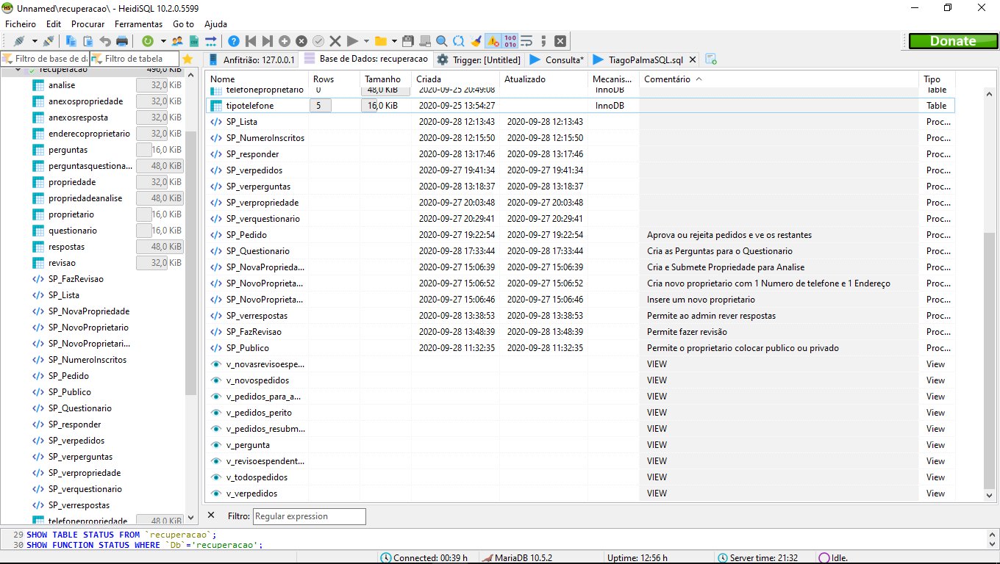 Unnamed\recuperacao\ - HeidiSQL 10.2.0.5599
Ficheiro Edit Procurar Ferramentas Go to Ajuda
Donate
Filtro de base de da
Filtro de tabela
Anfitrião: 127.0.0.1
Base de Dados: recuperacao
Trigger: [Untitled]
Consulta*
TiagoPalmaSQL.sql
recuperacao 496,0 KiB
analise 32,0 KiB
anexospropriedade 32,0 KiB
anexosresposta 32,0 KiB
enderecoproprietario 32,0 KiB
perguntas 16,0 KiB
perguntasquestiona... 48,0 KiB
propriedade 32,0 KiB
propriedadeanalise 48,0 KiB
proprietario 16,0 KiB
questionario 16,0 KiB
respostas 48,0 KiB
revisao 32,0 KiB
SP_FazRevisao
SP_Lista
SP_NovaPropriedade
SP_NovoProprietario
SP_NovoProprietari...
SP_NumeroInscritos
SP_Pedido
SP_Publico
SP_Questionario
SP_responder
SP_verpedidos
SP_verperguntas
SP_verpropriedade
SP_verquestionario
SP_verrespostas
telefonepropriedade 48,0 KiB
Nome Rows Tamanho Criada Atualizado Mecanis... Comentário Tipo
telefoneproprietario 0 48,0 KiB 2020-09-25 20:49:08 InnoDB Table
tipotelefone 5 16,0 KiB 2020-09-25 13:54:27 InnoDB Table
SP_Lista 2020-09-28 12:13:43 2020-09-28 12:13:43 Proc...
SP_NumeroInscritos 2020-09-28 12:15:50 2020-09-28 12:15:50 Proc...
SP_responder 2020-09-28 13:17:46 2020-09-28 13:17:46 Proc...
SP_verpedidos 2020-09-27 19:41:34 2020-09-27 19:41:34 Proc...
SP_verperguntas 2020-09-28 13:18:37 2020-09-28 13:18:37 Proc...
SP_verpropriedade 2020-09-27 20:03:48 2020-09-27 20:03:48 Proc...
SP_verquestionario 2020-09-27 20:29:41 2020-09-27 20:29:41 Proc...
SP_Pedido 2020-09-27 19:22:54 2020-09-27 19:22:54 Aprova ou rejeita pedidos e ve os restantes Proc...
SP_Questionario 2020-09-28 17:33:44 2020-09-28 17:33:44 Cria as Perguntas para o Questionario Proc...
SP_NovaProprieda... 2020-09-27 15:06:39 2020-09-27 15:06:39 Cria e Submete Propriedade para Analise Proc...
SP_NovoProprieta... 2020-09-27 15:06:52 2020-09-27 15:06:52 Cria novo proprietario com 1 Numero de telefone e 1 Endereço Proc...
SP_NovoProprieta... 2020-09-27 15:06:46 2020-09-27 15:06:46 Insere um novo proprietario Proc...
SP_verrespostas 2020-09-28 13:38:53 2020-09-28 13:38:53 Permite ao admin rever respostas Proc...
SP_FazRevisao 2020-09-28 13:48:39 2020-09-28 13:48:39 Permite fazer revisão Proc...
SP_Publico 2020-09-28 11:32:35 2020-09-28 11:32:35 Permite o proprietario colocar publico ou privado Proc...
v_novasrevisoespe... VIEW View
v_novospedidos VIEW View
v_pedidos_para_a... VIEW View
v_pedidos_perito VIEW View
v_pedidos_resubm... VIEW View
v_pergunta VIEW View
v_revisoespendent... VIEW View
v_todospedidos VIEW View
v_verpedidos VIEW View
Filtro: Regular expression
29 SHOW TABLE STATUS FROM `recuperacao`;
30 SHOW FUNCTION STATUS WHERE `Db`='recuperacao';
Connected: 00:39 h MariaDB 10.5.2 Uptime: 12:56 h Server time: 21:32 Idle.